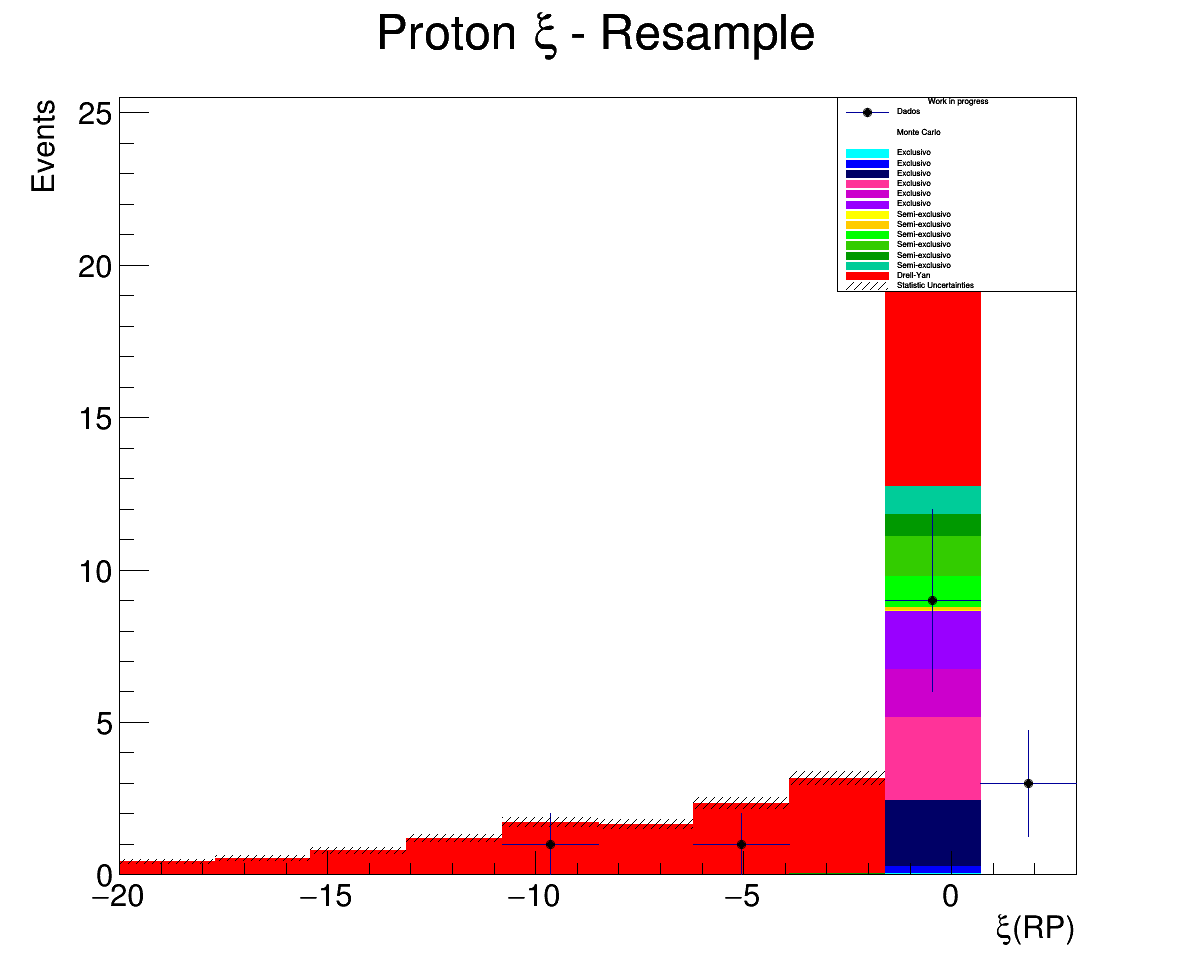 Proton ξ - Resample
Events
25
20
15
10
5
0
Work in progress
Dados
Monte Carlo
Exclusivo
Exclusivo
Exclusivo
Exclusivo
Exclusivo
Exclusivo
Semi-exclusivo
Semi-exclusivo
Semi-exclusivo
Semi-exclusivo
Semi-exclusivo
Semi-exclusivo
Drell-Yan
Statistic Uncertainties
−20 −15 −10 −5 0
ξ(RP)